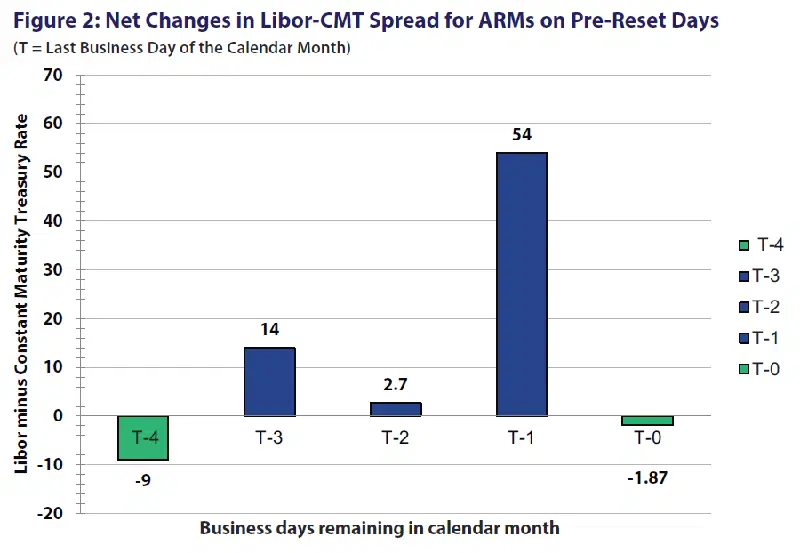 Figure 2: Net Changes in Libor-CMT Spread for ARMs on Pre-Reset Days
(T = Last Business Day of the Calendar Month)
Libor minus Constant Maturity Treasury Rate
70
60
50
40
30
20
10
0
-10
-20
54
14
2.7
T-4
T-3
T-2
T-1
T-0
-9
-1.87
Business days remaining in calendar month
T-4
T-3
T-2
T-1
T-0